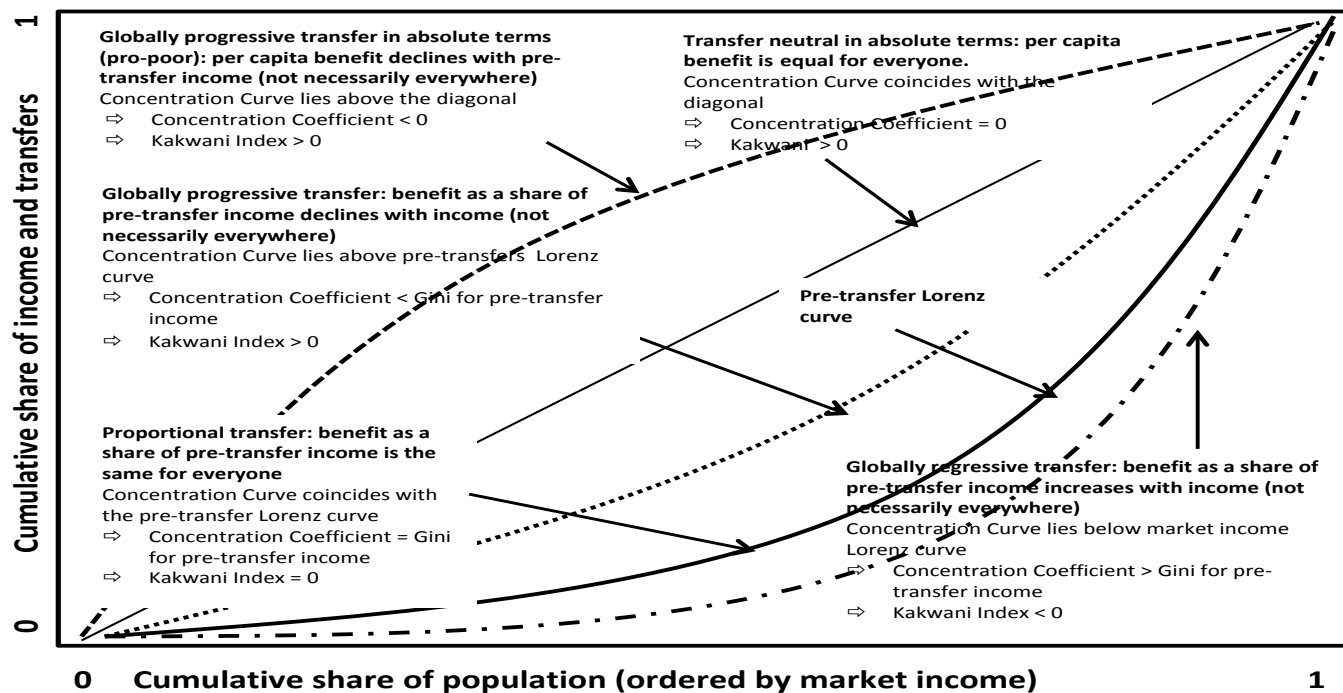 1
Cumulative share of income and transfers
0
Globally progressive transfer in absolute terms
(pro-poor): per capita benefit declines with pre-
transfer income (not necessarily everywhere)
Concentration Curve lies above the diagonal
⇨ Concentration Coefficient < 0
⇨ Kakwani Index > 0
Transfer neutral in absolute terms: per capita
benefit is equal for everyone.
Concentration Curve coincides with the
diagonal
⇨ Concentration Coefficient = 0
⇨ Kakwani > 0
Globally progressive transfer: benefit as a share of
pre-transfer income declines with income (not
necessarily everywhere)
Concentration Curve lies above pre-transfers Lorenz
curve
⇨ Concentration Coefficient < Gini for pre-transfer
income
⇨ Kakwani Index > 0
Pre-transfer Lorenz
curve
Proportional transfer: benefit as a
share of pre-transfer income is the
same for everyone
Concentration Curve coincides with
the pre-transfer Lorenz curve
⇨ Concentration Coefficient = Gini
for pre-transfer income
⇨ Kakwani Index = 0
Globally regressive transfer: benefit as a share of
pre-transfer income increases with income (not
necessarily everywhere)
Concentration Curve lies below market income
Lorenz curve
⇨ Concentration Coefficient > Gini for pre-
transfer income
⇨ Kakwani Index < 0
0 Cumulative share of population (ordered by market income) 1